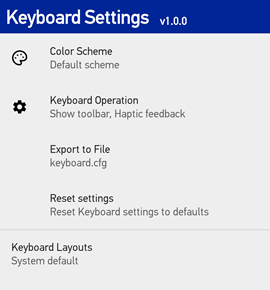 Keyboard Settings v1.0.0
Color Scheme
Default scheme
Keyboard Operation
Show toolbar, Haptic feedback
Export to File
keyboard.cfg
Reset settings
Reset Keyboard settings to defaults
Keyboard Layouts
System default